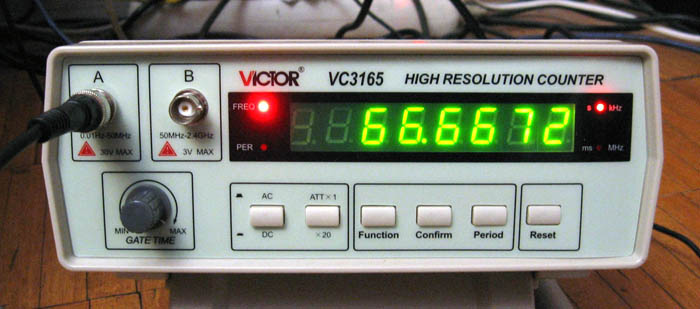 A
B
VICTOR® VC3165 HIGH RESOLUTION COUNTER
FREQ
66.6672
s kHz
PER
ms MHz
0.01Hz-50MHz
30V MAX
50MHz-2.4GHz
3V MAX
MIN MAX
GATE TIME
AC
DC
ATT×1
×20
Function
Confirm
Period
Reset